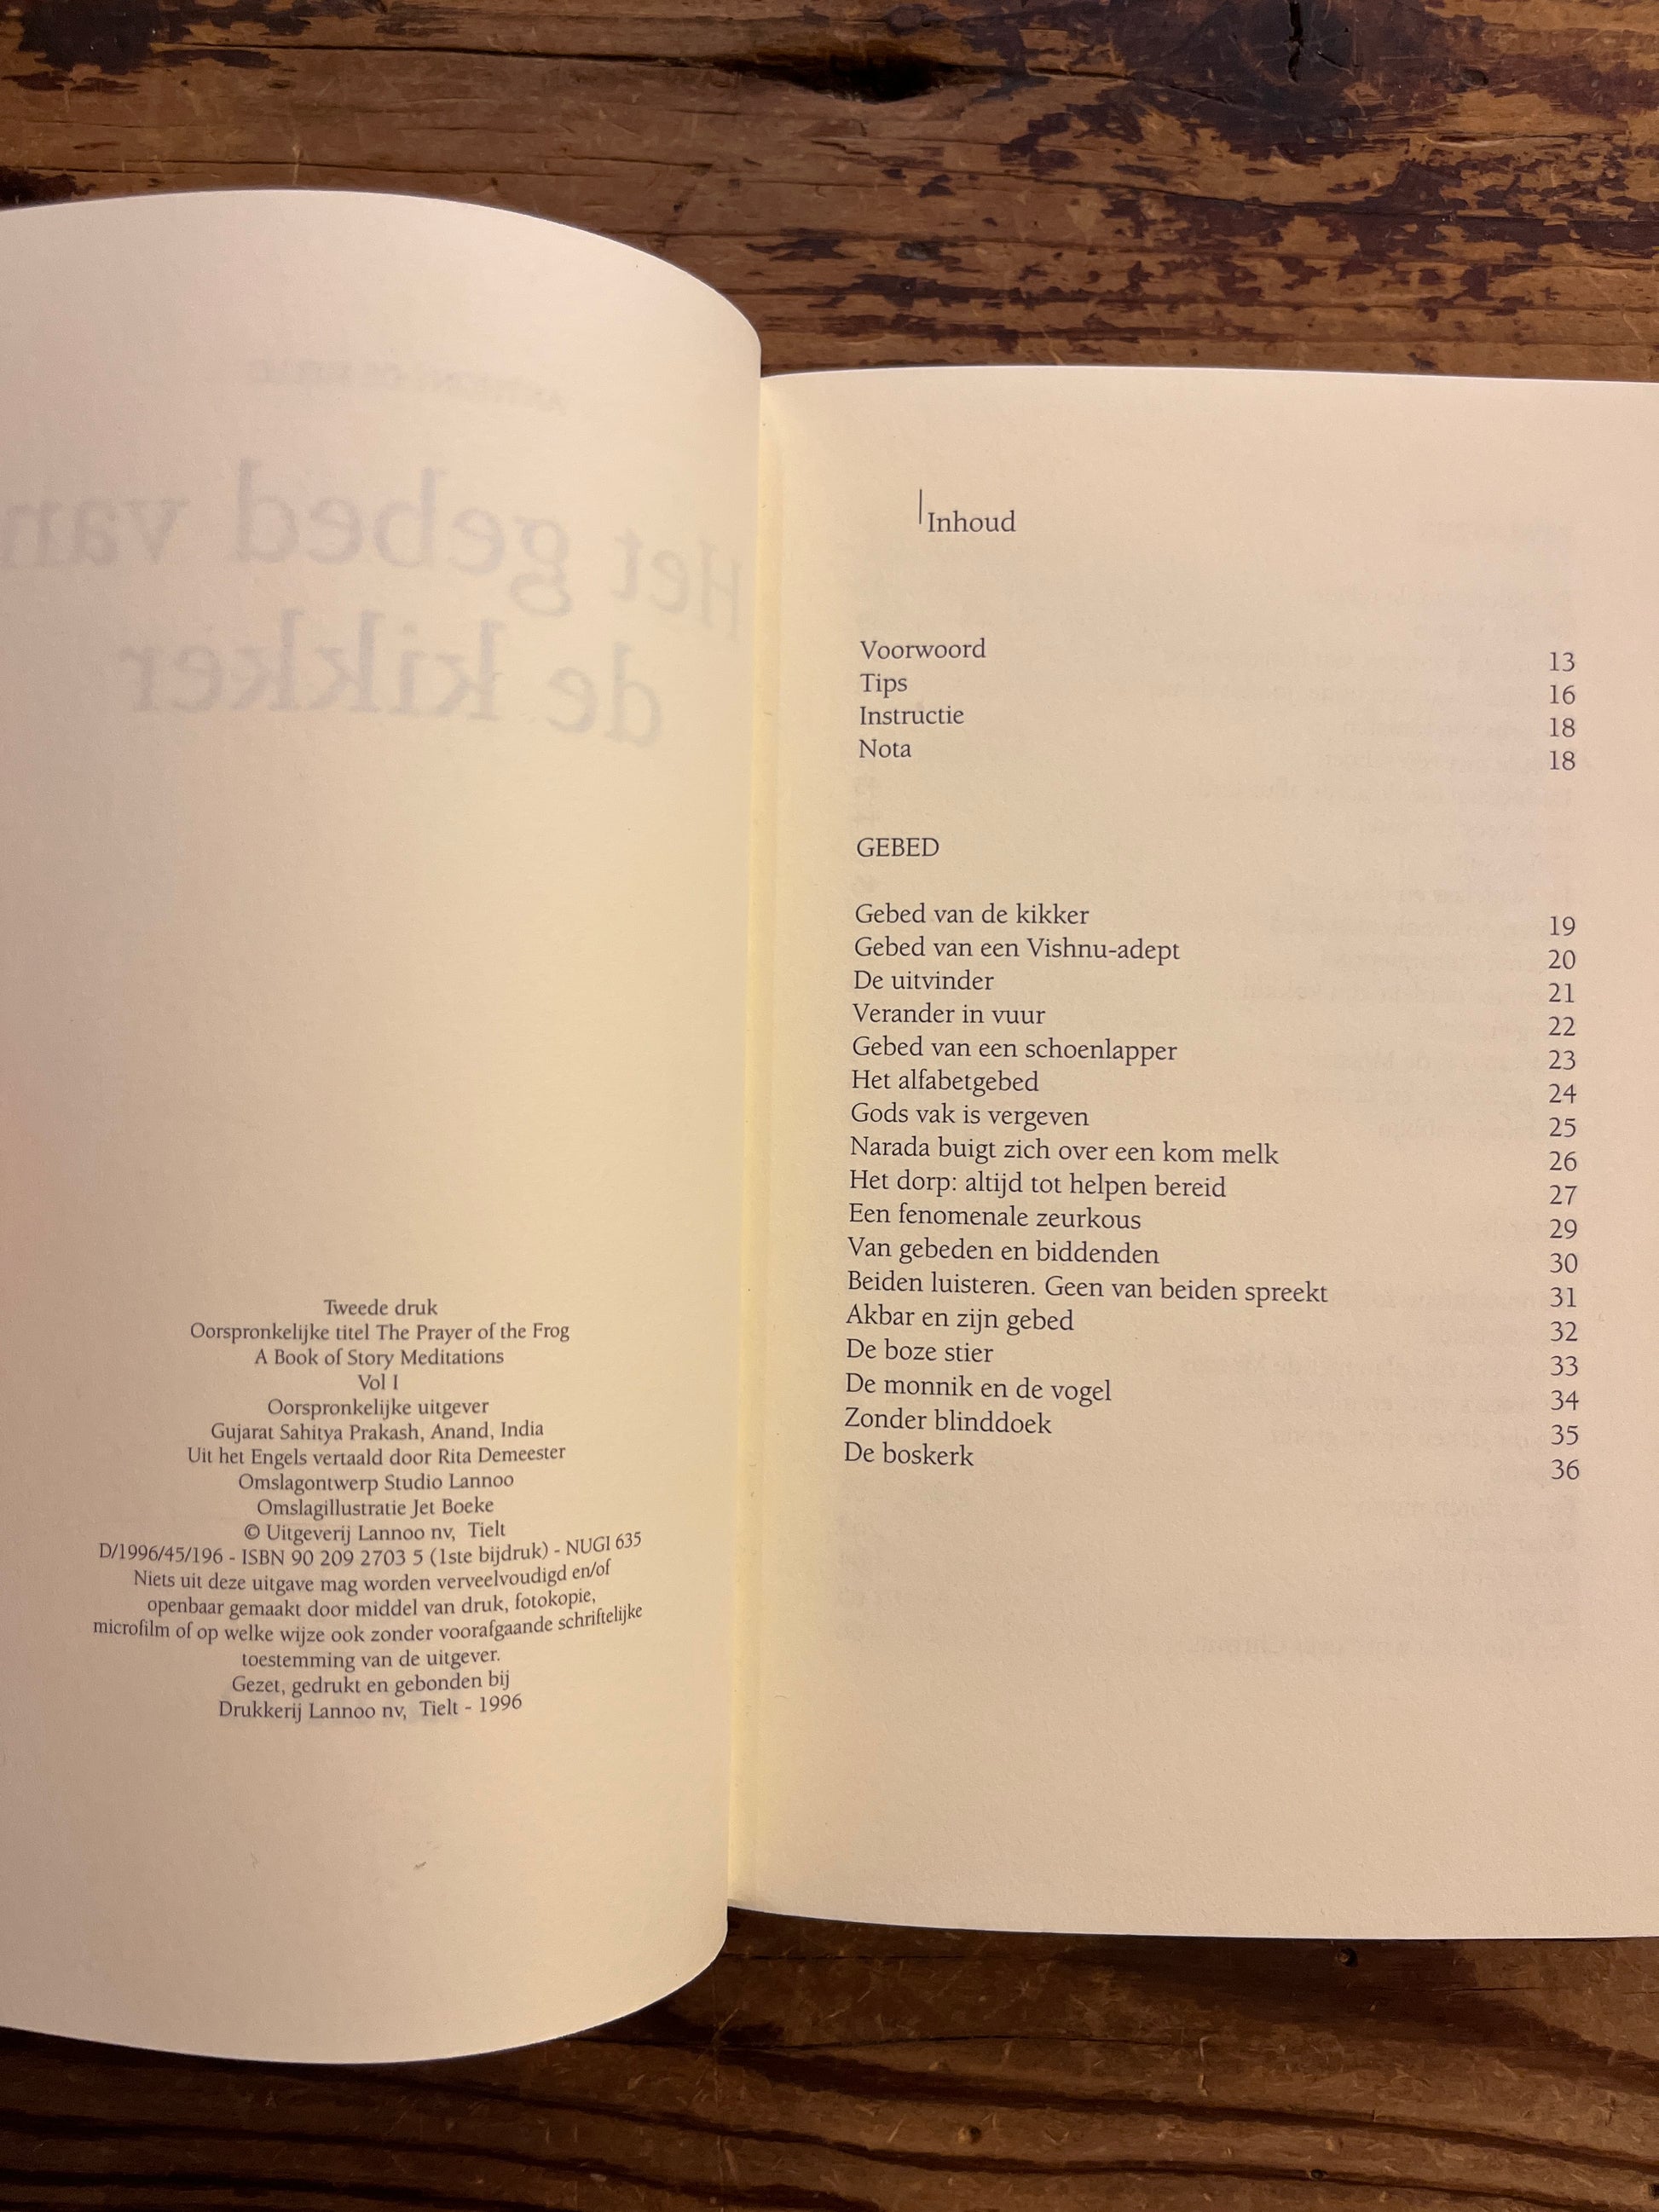 Het gebed van
de kikker
Tweede druk
Oorspronkelijke titel The Prayer of the Frog
A Book of Story Meditations
Vol I
Oorspronkelijke uitgever
Gujarat Sahitya Prakash, Anand, India
Uit het Engels vertaald door Rita Demeester
Omslagontwerp Studio Lannoo
Omslagillustratie Jet Boeke
© Uitgeverij Lannoo nv, Tielt
D/1996/45/196 - ISBN 90 209 2703 5 (1ste bijdruk) - NUGI 635
Niets uit deze uitgave mag worden verveelvoudigd en/of
openbaar gemaakt door middel van druk, fotokopie,
microfilm of op welke wijze ook zonder voorafgaande schriftelijke
toestemming van de uitgever.
Gezet, gedrukt en gebonden bij
Drukkerij Lannoo nv, Tielt - 1996
Inhoud
Voorwoord 13
Tips 16
Instructie 18
Nota 18
GEBED
Gebed van de kikker 19
Gebed van een Vishnu-adept 20
De uitvinder 21
Verander in vuur 22
Gebed van een schoenlapper 23
Het alfabetgebed 24
Gods vak is vergeven 25
Narada buigt zich over een kom melk 26
Het dorp: altijd tot helpen bereid 27
Een fenomenale zeurkous 29
Van gebeden en biddenden 30
Beiden luisteren. Geen van beiden spreekt 31
Akbar en zijn gebed 32
De boze stier 33
De monnik en de vogel 34
Zonder blinddoek 35
De boskerk 36